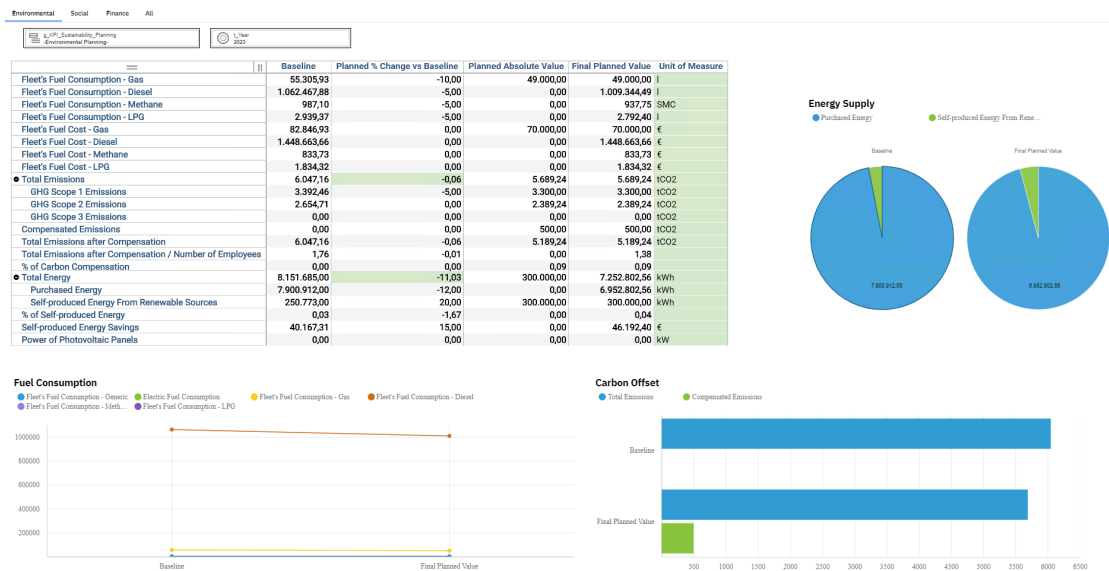 Environmental Social Finance All
g_KPI_Sustainability_Planning
-Environmental Planning-
t_Year
2023
Baseline Planned % Change vs Baseline Planned Absolute Value Final Planned Value Unit of Measure
Fleet's Fuel Consumption - Gas 55.305,93 -10,00 49.000,00 49.000,00 l
Fleet's Fuel Consumption - Diesel 1.062.467,88 -5,00 0,00 1.009.344,49 l
Fleet's Fuel Consumption - Methane 987,10 -5,00 0,00 937,75 SMC
Fleet's Fuel Consumption - LPG 2.939,37 -5,00 0,00 2.792,40 l
Fleet's Fuel Cost - Gas 82.846,93 0,00 70.000,00 70.000,00 €
Fleet's Fuel Cost - Diesel 1.448.663,66 0,00 0,00 1.448.663,66 €
Fleet's Fuel Cost - Methane 833,73 0,00 0,00 833,73 €
Fleet's Fuel Cost - LPG 1.834,32 0,00 0,00 1.834,32 €
Total Emissions 6.047,16 -0,06 5.689,24 5.689,24 tCO2
GHG Scope 1 Emissions 3.392,46 -5,00 3.300,00 3.300,00 tCO2
GHG Scope 2 Emissions 2.654,71 0,00 2.389,24 2.389,24 tCO2
GHG Scope 3 Emissions 0,00 0,00 0,00 0,00 tCO2
Compensated Emissions 0,00 0,00 500,00 500,00 tCO2
Total Emissions after Compensation 6.047,16 -0,06 5.189,24 5.189,24 tCO2
Total Emissions after Compensation / Number of Employees 1,76 -0,01 0,00 1,38
% of Carbon Compensation 0,00 0,00 0,09 0,09
Total Energy 8.151.685,00 -11,03 300.000,00 7.252.802,56 kWh
Purchased Energy 7.900.912,00 -12,00 0,00 6.952.802,56 kWh
Self-produced Energy From Renewable Sources 250.773,00 20,00 300.000,00 300.000,00 kWh
% of Self-produced Energy 0,03 -1,67 0,00 0,04
Self-produced Energy Savings 40.167,31 15,00 0,00 46.192,40 €
Power of Photovoltaic Panels 0,00 0,00 0,00 0,00 kW
Energy Supply
Purchased Energy Self-produced Energy From Rene...
Baseline Final Planned Value
7.900.912,00 6.952.802,56
Fuel Consumption
Fleet's Fuel Consumption - Generic Electric Fuel Consumption Fleet's Fuel Consumption - Gas Fleet's Fuel Consumption - Diesel
Fleet's Fuel Consumption - Meth... Fleet's Fuel Consumption - LPG
1000000
800000
600000
400000
200000
Baseline Final Planned Value
Carbon Offset
Total Emissions Compensated Emissions
Baseline
Final Planned Value
500 1000 1500 2000 2500 3000 3500 4000 4500 5000 5500 6000 6500